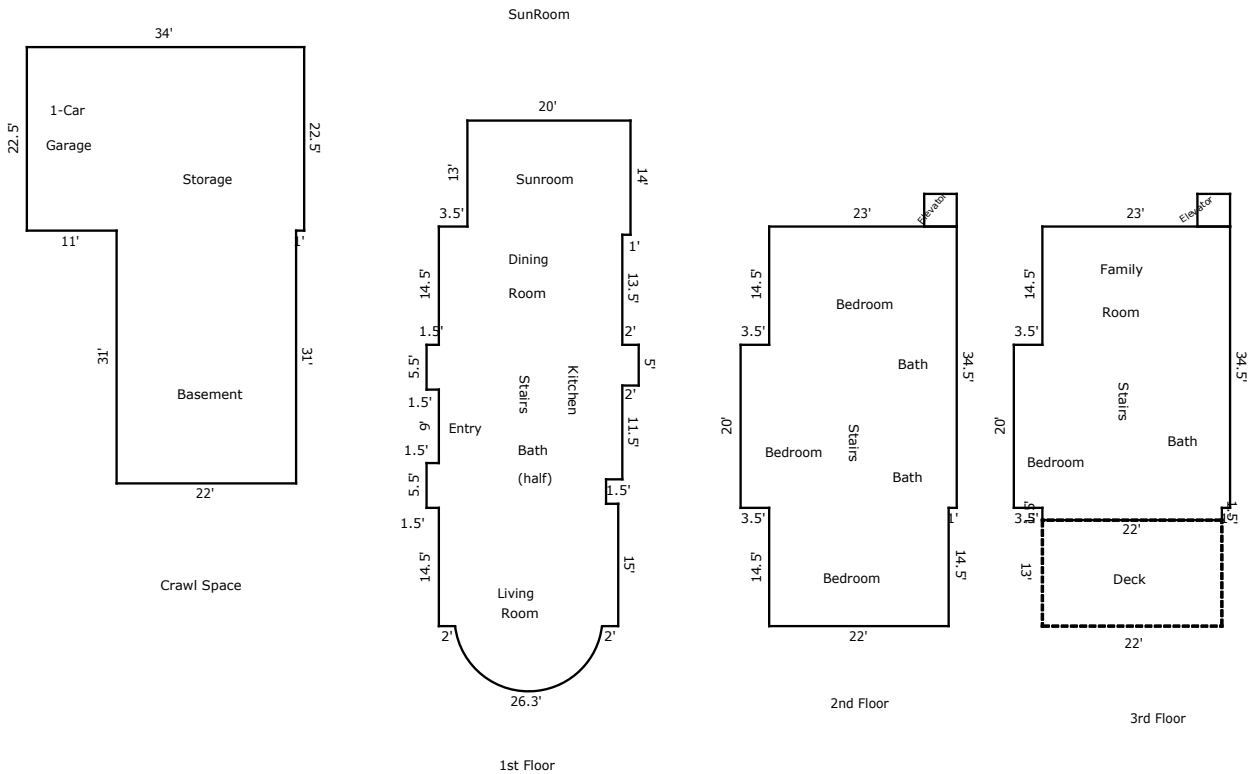 SunRoom
34'
22.5'
1-Car
Garage
Storage
22.5'
11'
1'
31'
31'
Basement
22'
Crawl Space
20'
13'
Sunroom
14'
3.5'
1'
Dining
Room
14.5'
13.5'
1.5'
2'
5.5'
5'
Stairs
Kitchen
1.5'
2'
9'
Entry
11.5'
1.5'
Bath
(half)
5.5'
1.5'
1.5'
14.5'
15'
Living
Room
2'
2'
26.3'
1st Floor
Elevator
23'
14.5'
Bedroom
3.5'
Bath
34.5'
20'
Bedroom
Stairs
Bath
3.5'
1'
14.5'
Bedroom
14.5'
22'
2nd Floor
Elevator
23'
Family
14.5'
Room
3.5'
34.5'
20'
Stairs
Bath
Bedroom
1.5'
1.5'
3.5'
1'
22'
13'
Deck
22'
3rd Floor